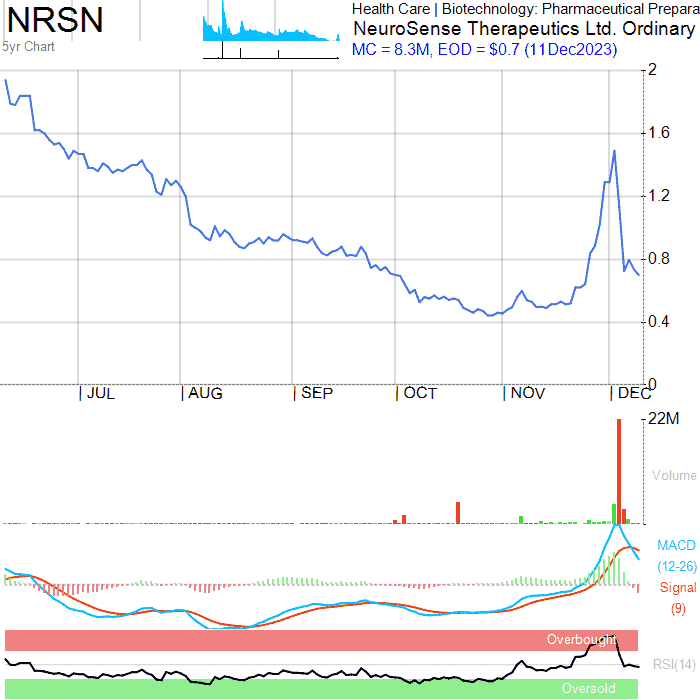 NRSN
5yr Chart
Health Care | Biotechnology: Pharmaceutical Prepara
NeuroSense Therapeutics Ltd. Ordinary
MC = 8.3M, EOD = $0.7 (11Dec2023)
2
1.6
1.2
0.8
0.4
0
| JUL | AUG | SEP | OCT | NOV | DEC
22M
Volume
MACD
(12-26)
Signal
(9)
Overbought
RSI(14)
Oversold